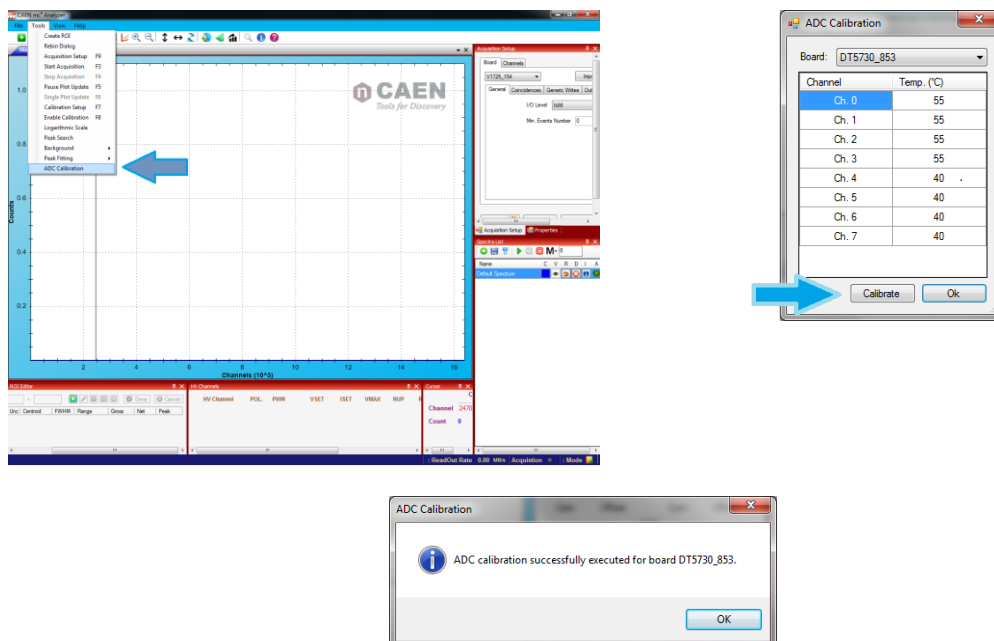 CAEN mc² Analyzer
File Tools View Help
Create ROI
Rebin Dialog
Acquisition Setup F9
Start Acquisition F3
Stop Acquisition F4
Pause Plot Update F5
Single Plot Update F6
Calibration Setup F7
Enable Calibration F8
Logarithmic Scale
Peak Search
Background
Peak Fitting
ADC Calibration
CAEN
Tools for Discovery
1.0
0.8
0.6
0.4
0.2
Counts
2 4 6 8 10 12 14 16
Channels (10^3)
Acquisition Setup
Board Channels
V1725_154
General Coincidences Generic Writes Out
I/O Level NIM
Min. Events Number 0
Acquisition Setup Properties
Spectra List
M- 0
Name C V R D I A
Default Spectrum
ROI Editor
Done Cancel
Unc. Centroid FWHM Range Gross Net Peak
HV Channels
HV Channel POL. PWR VSET ISET VMAX RUP
Cursor
Channel 2470
Count 0
: ReadOut Rate 0.00 MB/s Acquisition : Mode
ADC Calibration
Board: DT5730_853
Channel Temp. (°C)
Ch. 0 55
Ch. 1 55
Ch. 2 55
Ch. 3 55
Ch. 4 40
Ch. 5 40
Ch. 6 40
Ch. 7 40
Calibrate Ok
ADC Calibration
ADC calibration successfully executed for board DT5730_853.
OK